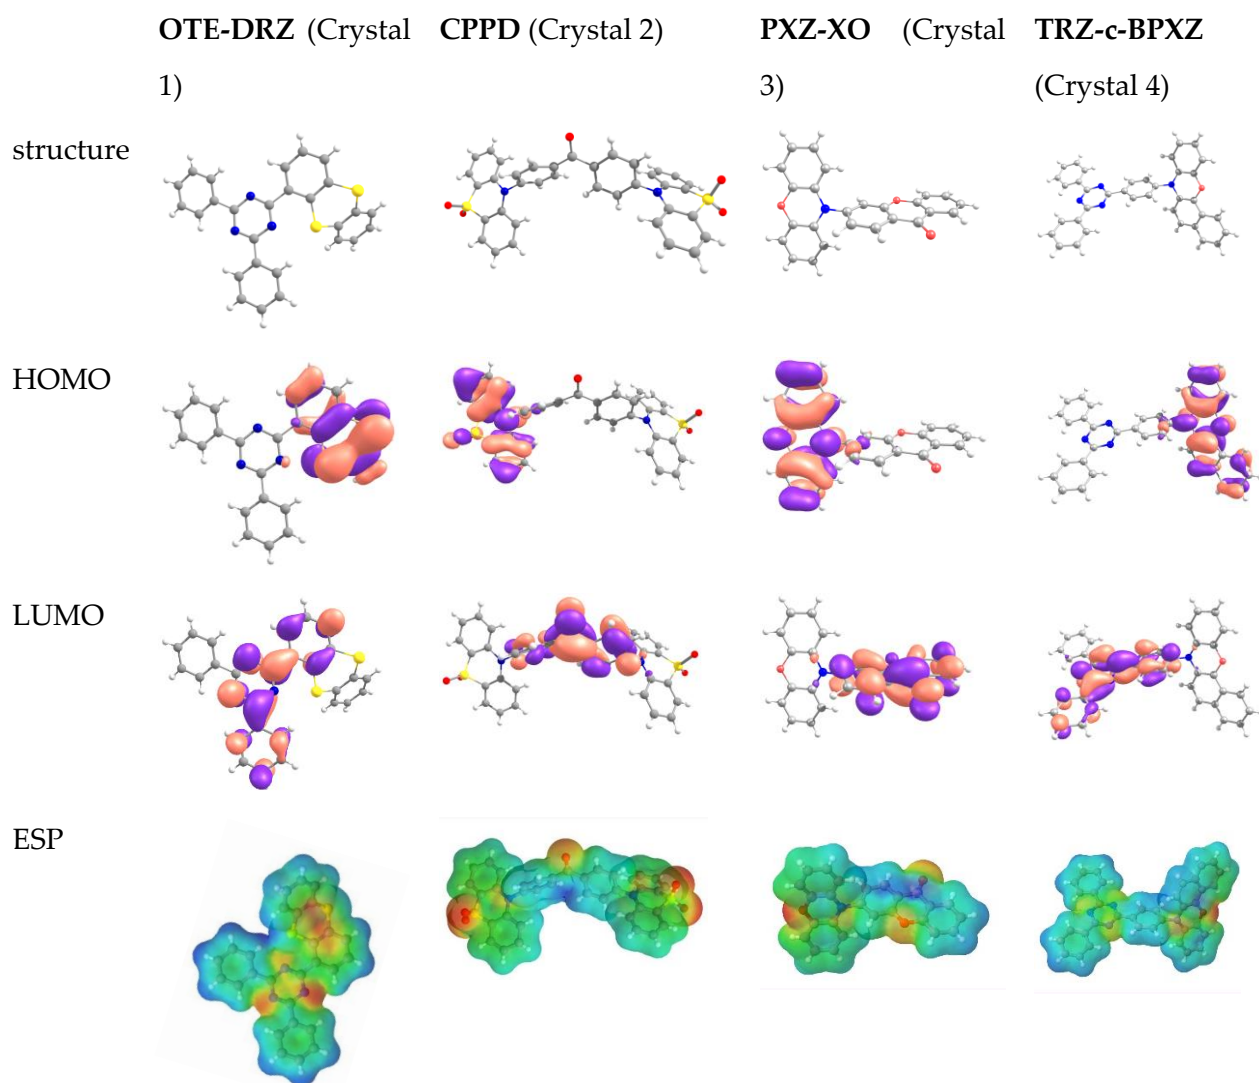 OTE-DRZ (Crystal 1)
CPPD (Crystal 2)
PXZ-XO (Crystal 3)
TRZ-c-BPXZ (Crystal 4)
structure
HOMO
LUMO
ESP